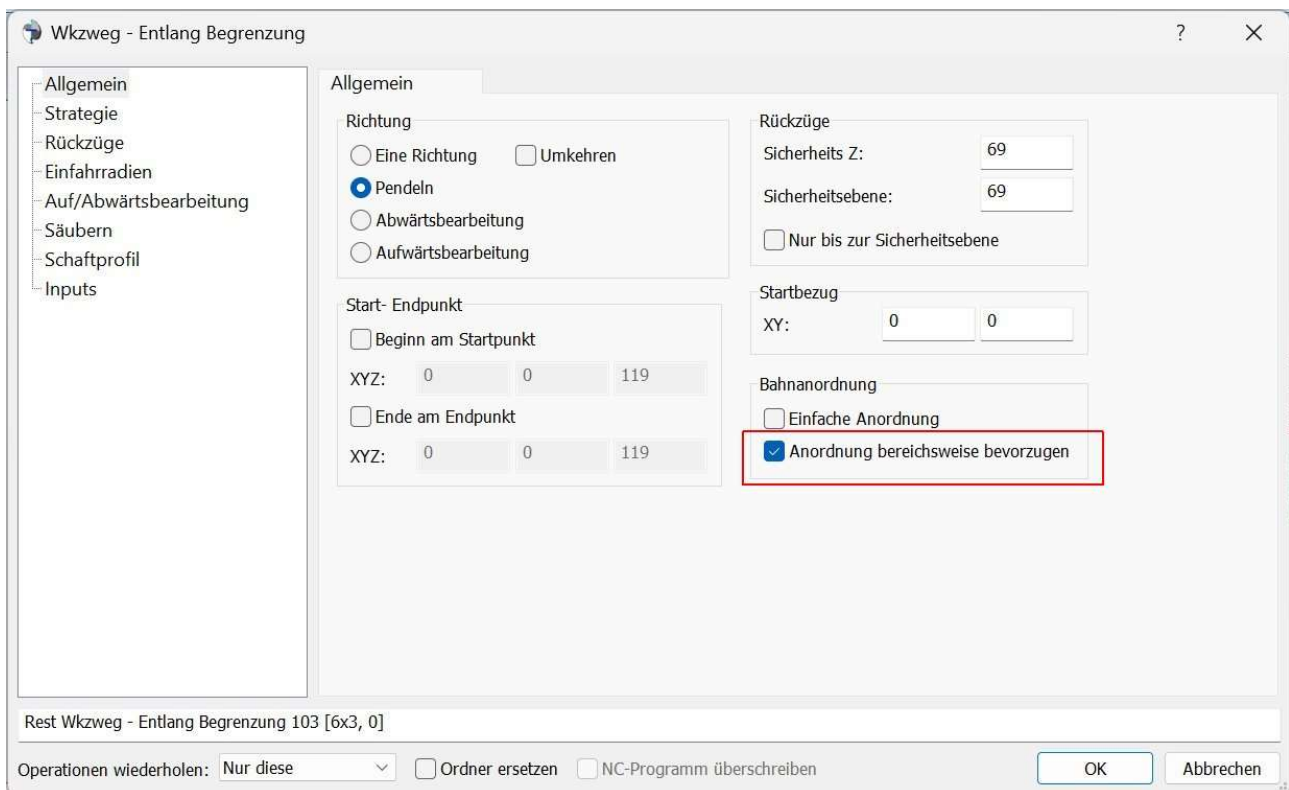 Wkzweg - Entlang Begrenzung
?
Allgemein
Strategie
Rückzüge
Einfahrradien
Auf/Abwärtsbearbeitung
Säubern
Schaftprofil
Inputs
Allgemein
Richtung
Eine Richtung Umkehren
Pendeln
Abwärtsbearbeitung
Aufwärtsbearbeitung
Start- Endpunkt
Beginn am Startpunkt
XYZ: 0 0 119
Ende am Endpunkt
XYZ: 0 0 119
Rückzüge
Sicherheits Z: 69
Sicherheitsebene: 69
Nur bis zur Sicherheitsebene
Startbezug
XY: 0 0
Bahnanordnung
Einfache Anordnung
Anordnung bereichsweise bevorzugen
Rest Wkzweg - Entlang Begrenzung 103 [6x3, 0]
Operationen wiederholen: Nur diese Ordner ersetzen NC-Programm überschreiben OK Abbrechen